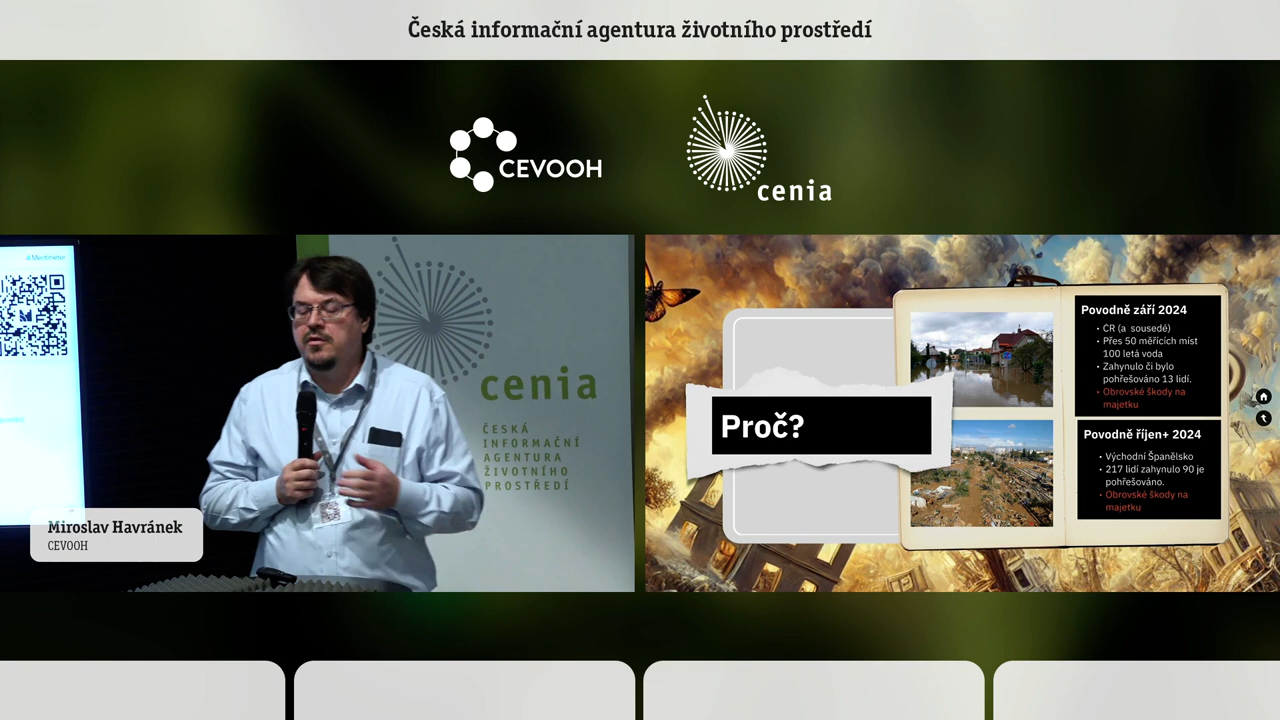 Česká informační agentura životního prostředí
CEVOOH
cenia
Mentimeter
cenia
ČESKÁ
INFORMAČNÍ
AGENTURA
ŽIVOTNÍHO
PROSTŘEDÍ
Miroslav Havránek
CEVOOH
Proč?
Povodně září 2024
• ČR (a sousedé)
• Přes 50 měřících míst
100 letá voda
• Zahynulo či bylo
pohřešováno 13 lidí.
• Obrovské škody na
majetku
Povodně říjen+ 2024
• Východní Španělsko
• 217 lidí zahynulo 90 je
pohřešováno.
• Obrovské škody na
majetku